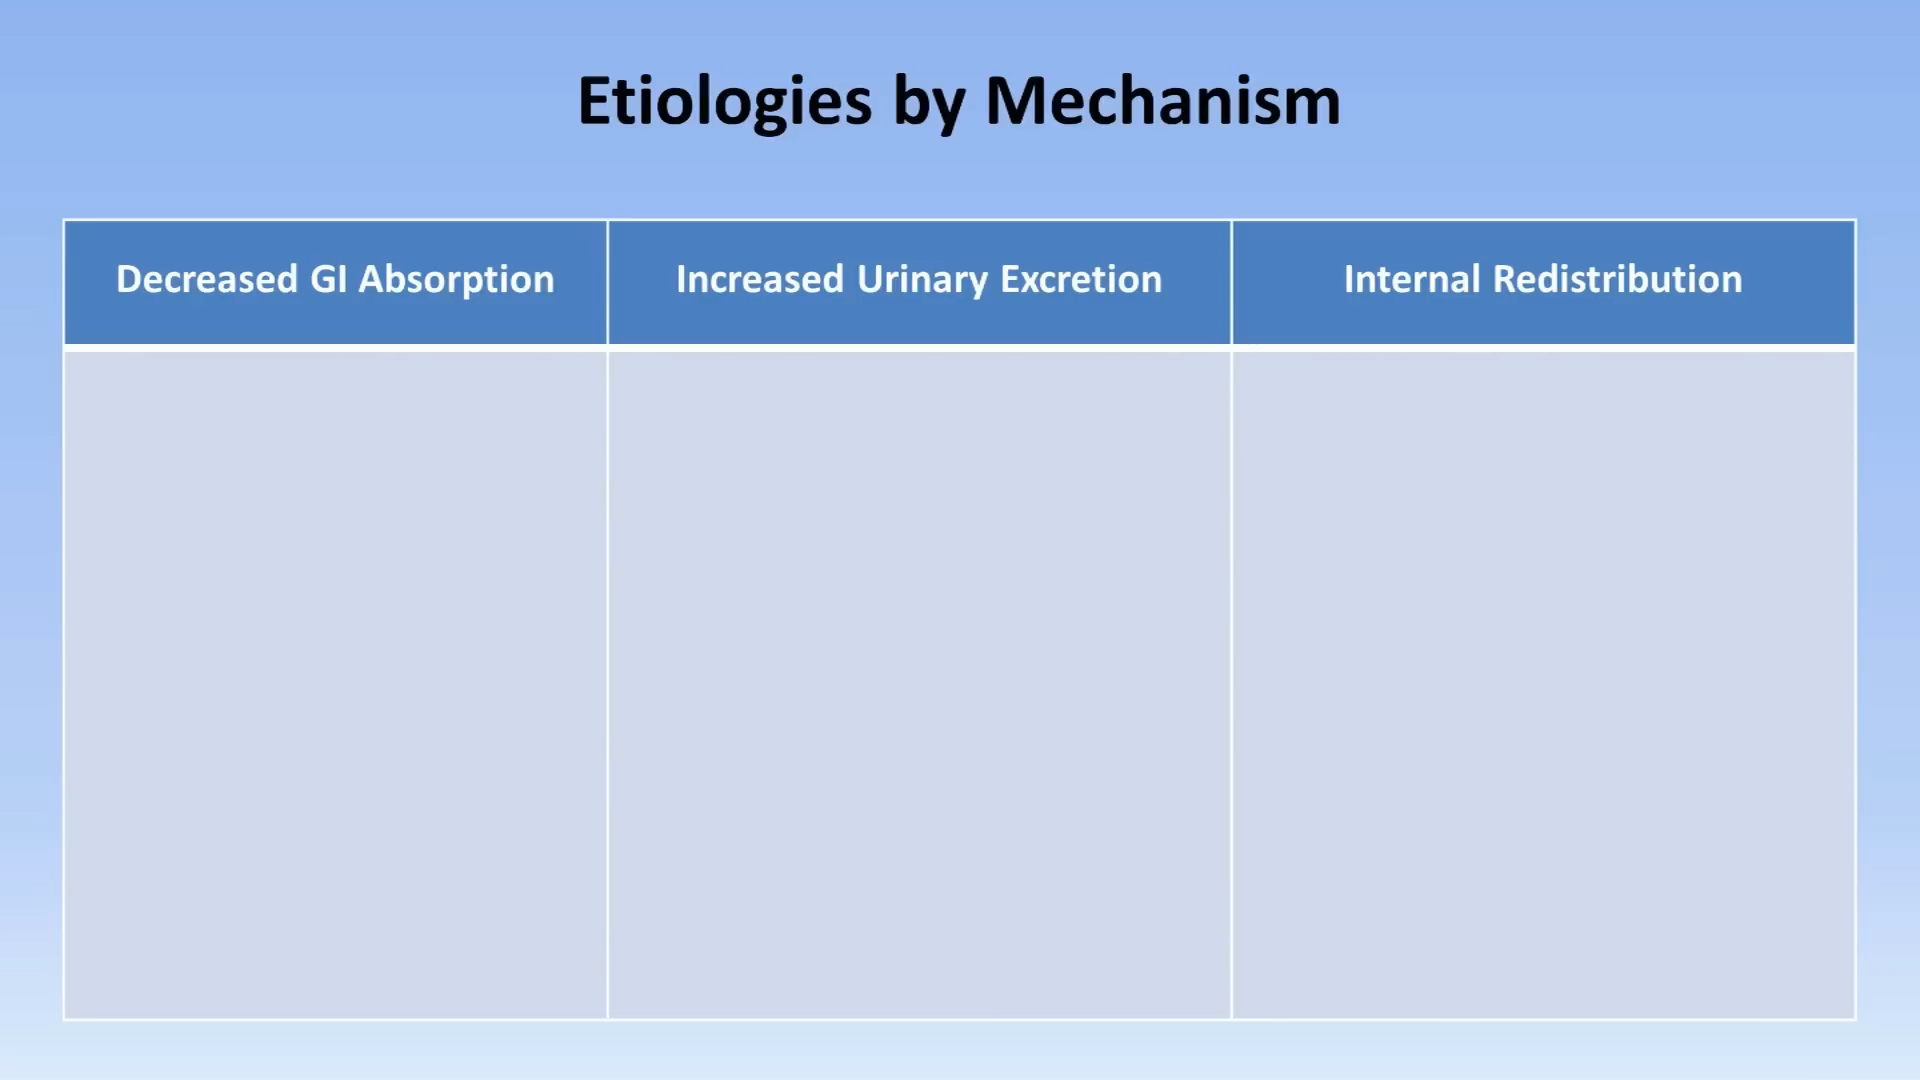 Etiologies by Mechanism
Decreased GI Absorption
Increased Urinary Excretion
Internal Redistribution